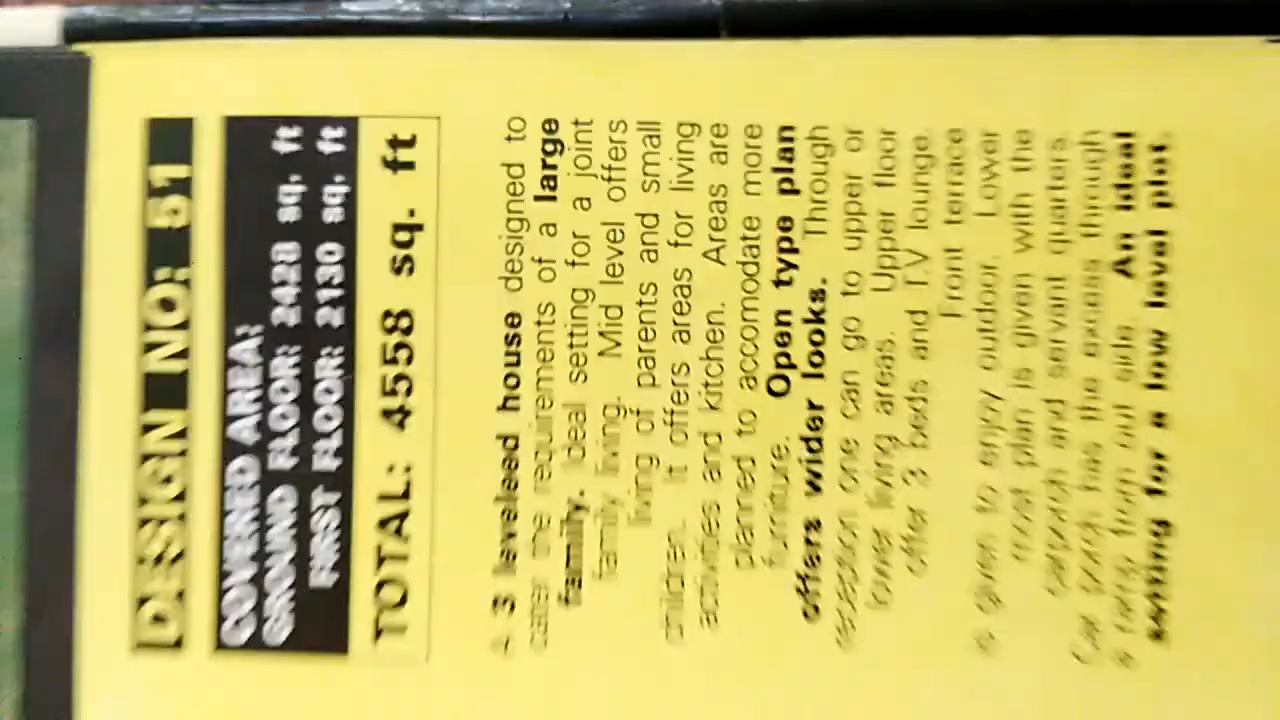 DESIGN NO: 51
COVERED AREA:
GROUND FLOOR: 2428 sq. ft
FIRST FLOOR: 2130 sq. ft
TOTAL: 4558 sq. ft
A 3 leveled house designed to
cater the requirements of a large
family. Ideal setting for a joint
family living. Mid level offers
living of parents and small
children. It offers areas for living
activities and kitchen. Areas are
planned to accomodate more
furniture. Open type plan
offers wider looks. Through
reception one can go to upper or
lower living areas. Upper floor
offer 3 beds and T.V lounge.
Front terrace
is given to enjoy outdoor. Lower
most plan is given with the
and servant quarters.
Car porch has the access through
a ramp from out side. An ideal
setting for a low level plot.